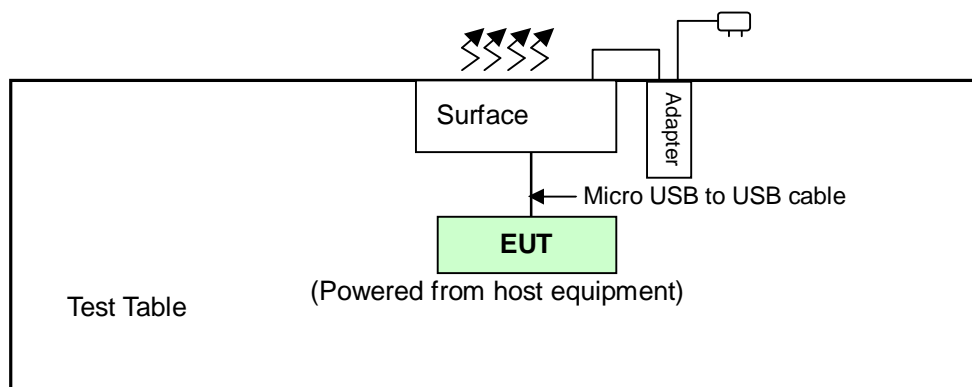 Surface
Adapter
Micro USB to USB cable
EUT
(Powered from host equipment)
Test Table